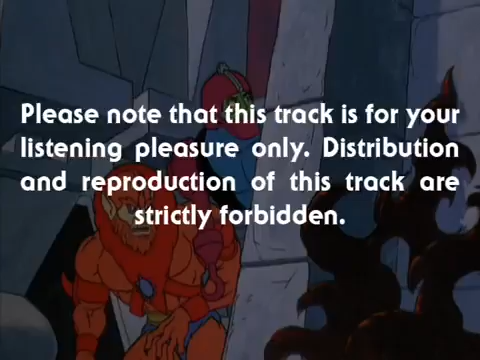 Please note that this track is for your
listening pleasure only. Distribution
and reproduction of this track are
strictly forbidden.